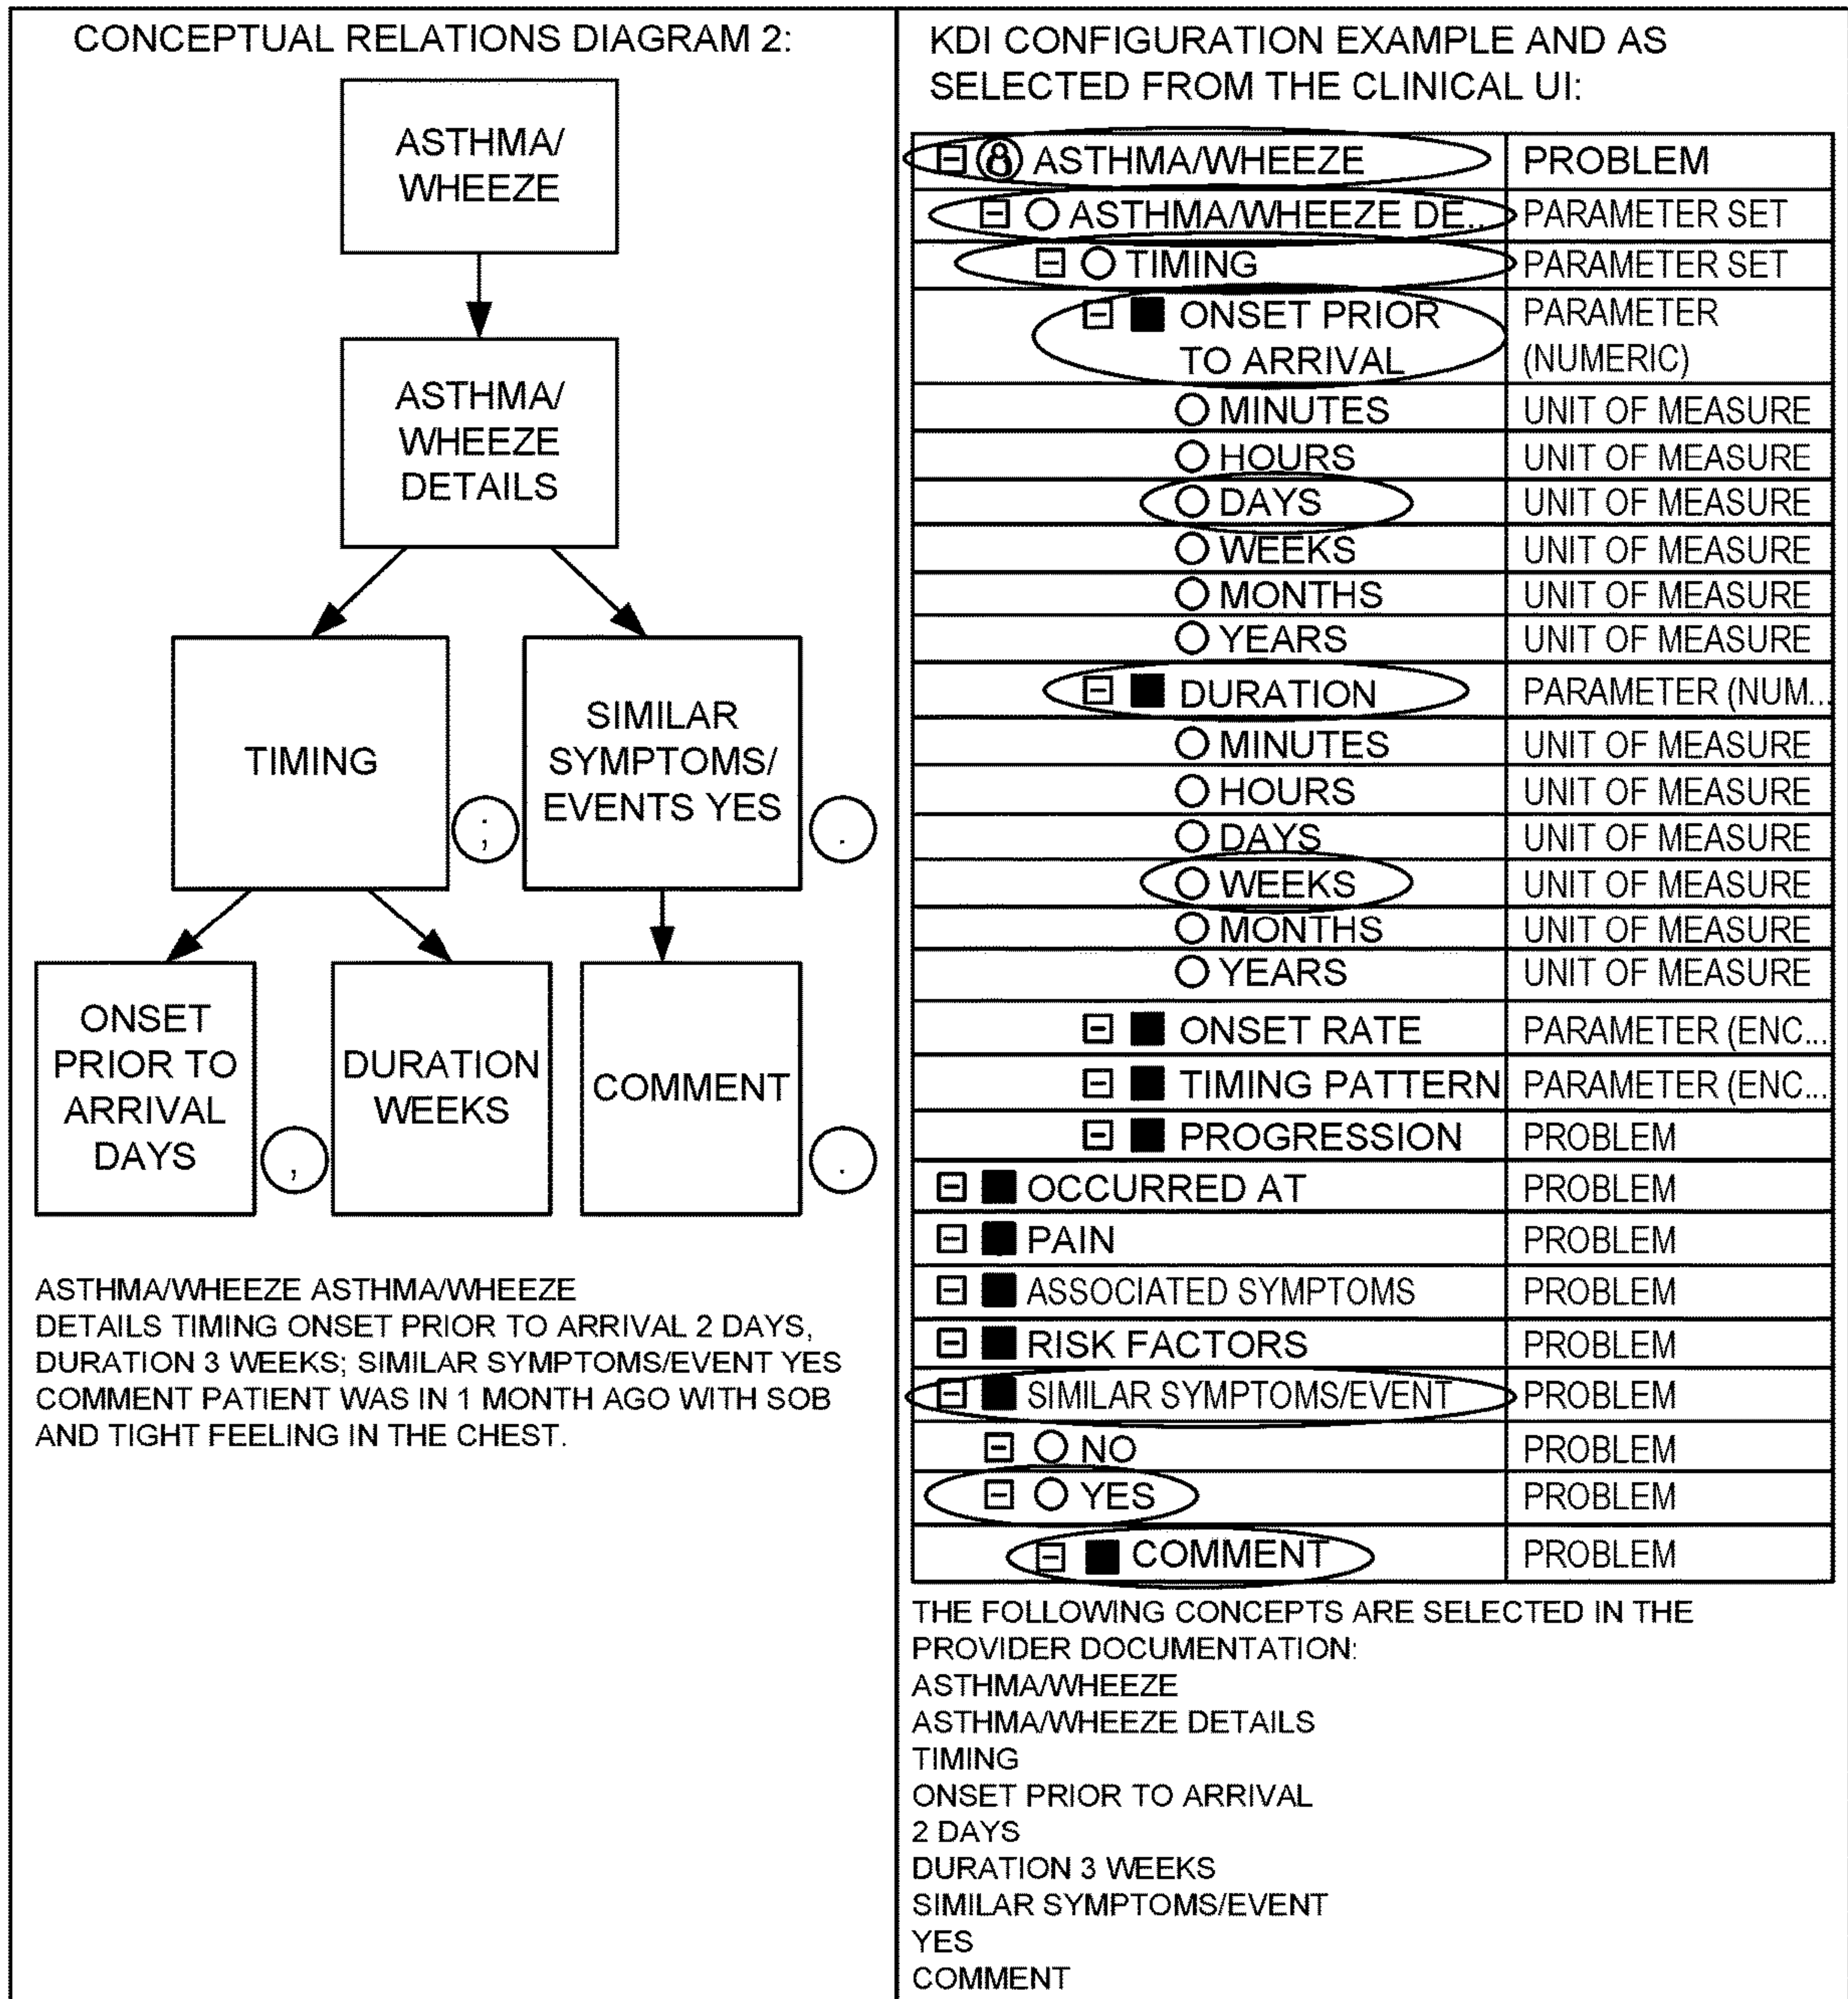 CONCEPTUAL RELATIONS DIAGRAM 2:
ASTHMA/
WHEEZE
ASTHMA/
WHEEZE
DETAILS
TIMING
;
SIMILAR
SYMPTOMS/
EVENTS YES
.
ONSET
PRIOR TO
ARRIVAL
DAYS
,
DURATION
WEEKS
COMMENT
.
ASTHMA/WHEEZE ASTHMA/WHEEZE
DETAILS TIMING ONSET PRIOR TO ARRIVAL 2 DAYS,
DURATION 3 WEEKS; SIMILAR SYMPTOMS/EVENT YES
COMMENT PATIENT WAS IN 1 MONTH AGO WITH SOB
AND TIGHT FEELING IN THE CHEST.
KDI CONFIGURATION EXAMPLE AND AS
SELECTED FROM THE CLINICAL UI:
ASTHMA/WHEEZE PROBLEM
ASTHMA/WHEEZE DE... PARAMETER SET
TIMING PARAMETER SET
ONSET PRIOR PARAMETER
TO ARRIVAL (NUMERIC)
MINUTES UNIT OF MEASURE
HOURS UNIT OF MEASURE
DAYS UNIT OF MEASURE
WEEKS UNIT OF MEASURE
MONTHS UNIT OF MEASURE
YEARS UNIT OF MEASURE
DURATION PARAMETER (NUM...
MINUTES UNIT OF MEASURE
HOURS UNIT OF MEASURE
DAYS UNIT OF MEASURE
WEEKS UNIT OF MEASURE
MONTHS UNIT OF MEASURE
YEARS UNIT OF MEASURE
ONSET RATE PARAMETER (ENC...
TIMING PATTERN PARAMETER (ENC...
PROGRESSION PROBLEM
OCCURRED AT PROBLEM
PAIN PROBLEM
ASSOCIATED SYMPTOMS PROBLEM
RISK FACTORS PROBLEM
SIMILAR SYMPTOMS/EVENT PROBLEM
NO PROBLEM
YES PROBLEM
COMMENT PROBLEM
THE FOLLOWING CONCEPTS ARE SELECTED IN THE
PROVIDER DOCUMENTATION:
ASTHMA/WHEEZE
ASTHMA/WHEEZE DETAILS
TIMING
ONSET PRIOR TO ARRIVAL
2 DAYS
DURATION 3 WEEKS
SIMILAR SYMPTOMS/EVENT
YES
COMMENT